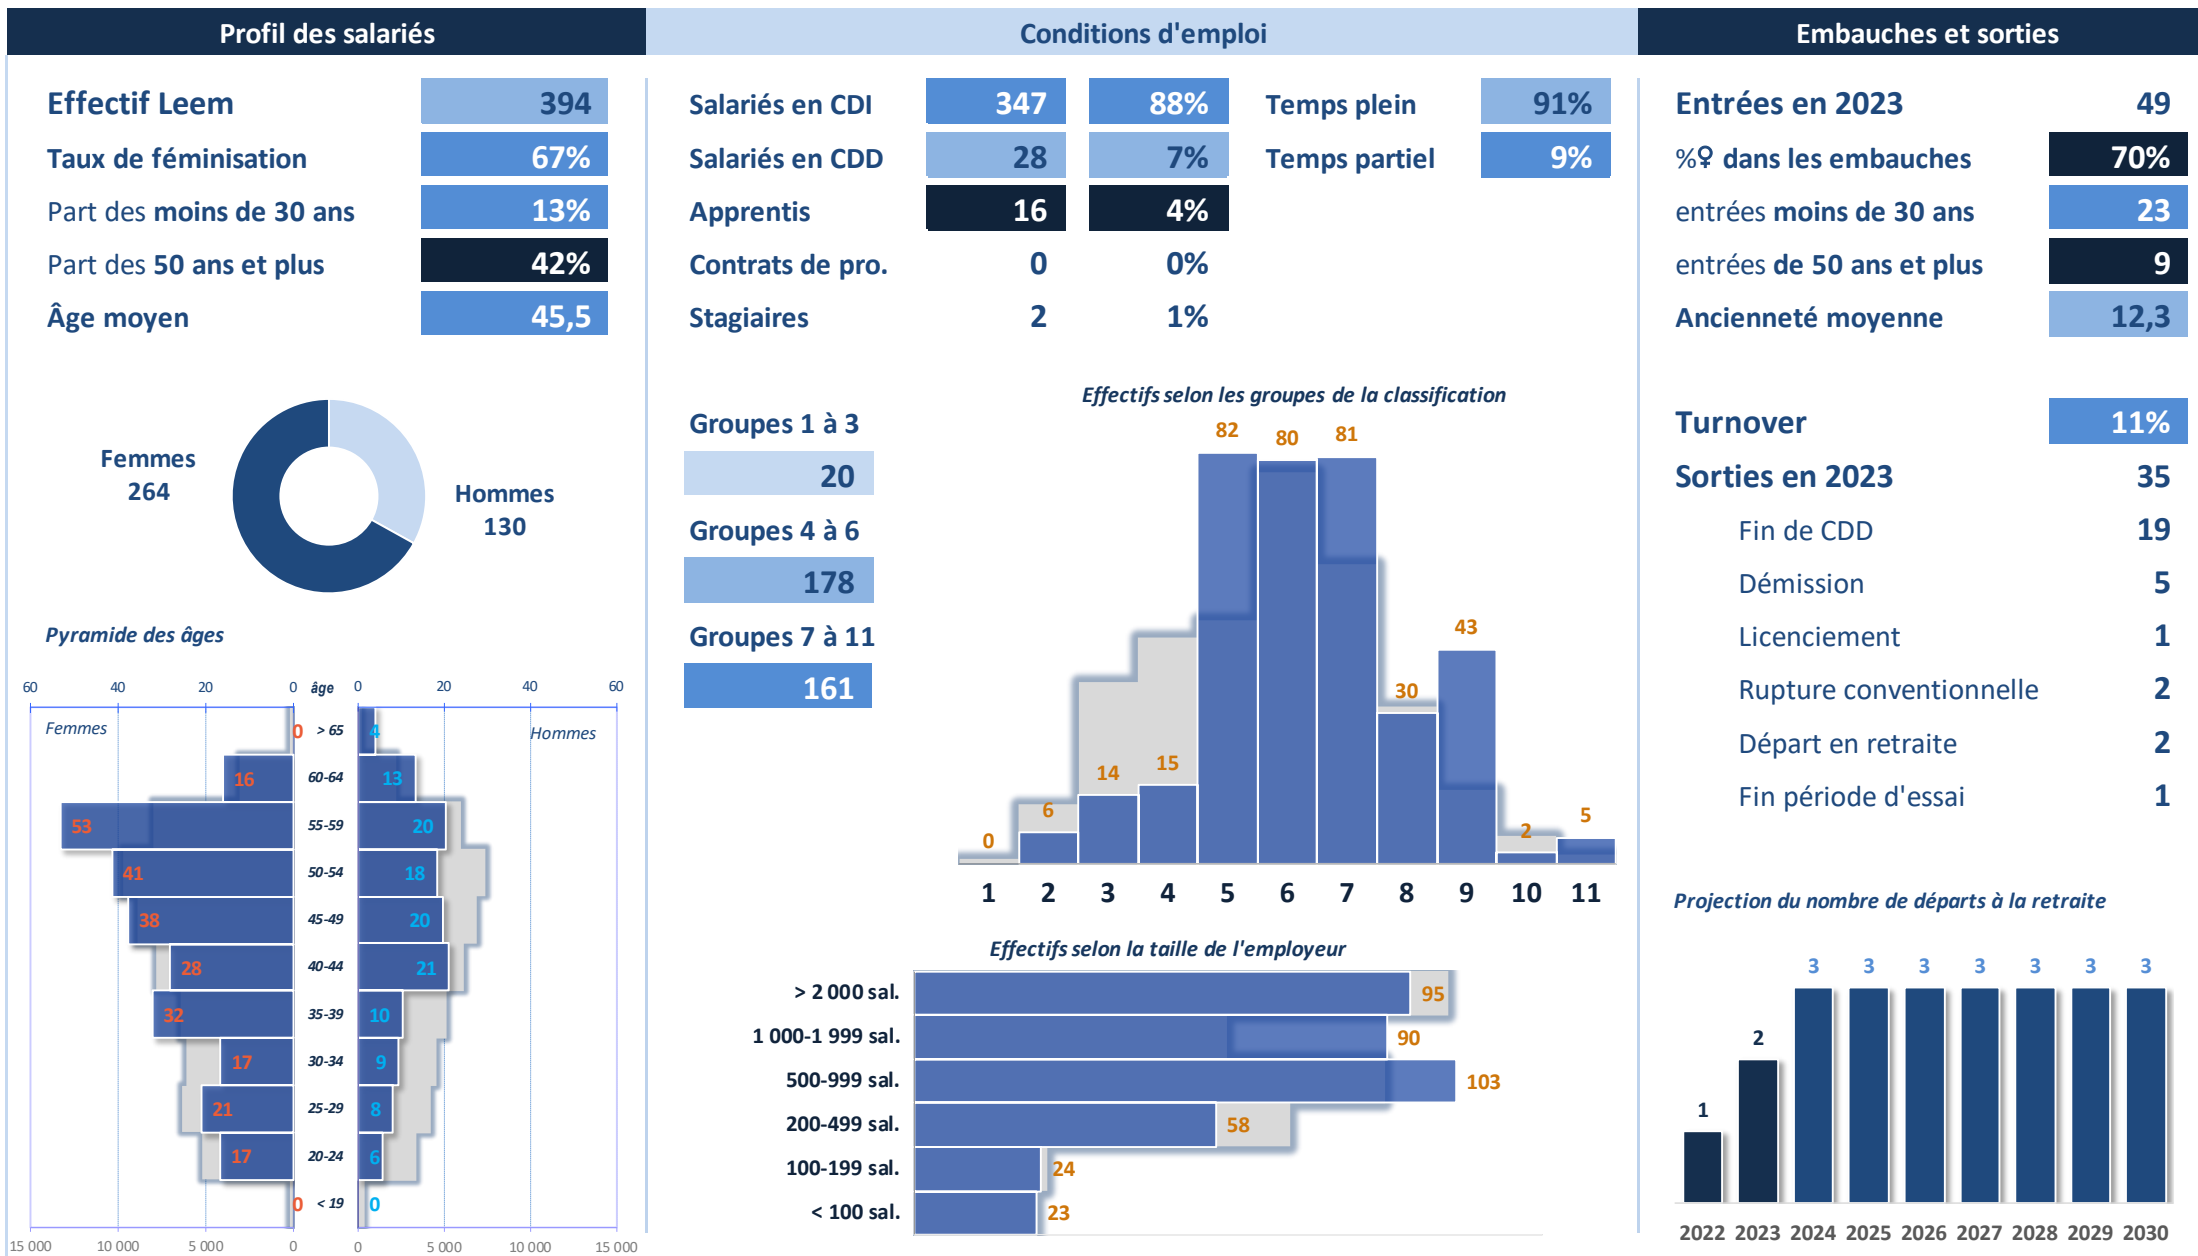 Profil des salariés
Effectif Leem 394
Taux de féminisation 67%
Part des moins de 30 ans 13%
Part des 50 ans et plus 42%
Âge moyen 45,5
Femmes
264
Hommes
130
Pyramide des âges
60 40 20 0 âge 0 20 40 60
Femmes Hommes
0 > 65 4
16 60-64 13
53 55-59 20
41 50-54 18
38 45-49 20
28 40-44 21
32 35-39 10
17 30-34 9
21 25-29 8
17 20-24 6
0 < 19 0
15 000 10 000 5 000 0 0 5 000 10 000 15 000
Conditions d'emploi
Salariés en CDI 347 88% Temps plein 91%
Salariés en CDD 28 7% Temps partiel 9%
Apprentis 16 4%
Contrats de pro. 0 0%
Stagiaires 2 1%
Groupes 1 à 3
20
Groupes 4 à 6
178
Groupes 7 à 11
161
Effectifs selon les groupes de la classification
0 6 14 15 82 80 81 30 43 2 5
1 2 3 4 5 6 7 8 9 10 11
Effectifs selon la taille de l'employeur
> 2 000 sal. 95
1 000-1 999 sal. 90
500-999 sal. 103
200-499 sal. 58
100-199 sal. 24
< 100 sal. 23
Embauches et sorties
Entrées en 2023 49
%♀ dans les embauches 70%
entrées moins de 30 ans 23
entrées de 50 ans et plus 9
Ancienneté moyenne 12,3
Turnover 11%
Sorties en 2023 35
Fin de CDD 19
Démission 5
Licenciement 1
Rupture conventionnelle 2
Départ en retraite 2
Fin période d'essai 1
Projection du nombre de départs à la retraite
1 2 3 3 3 3 3 3 3
2022 2023 2024 2025 2026 2027 2028 2029 2030